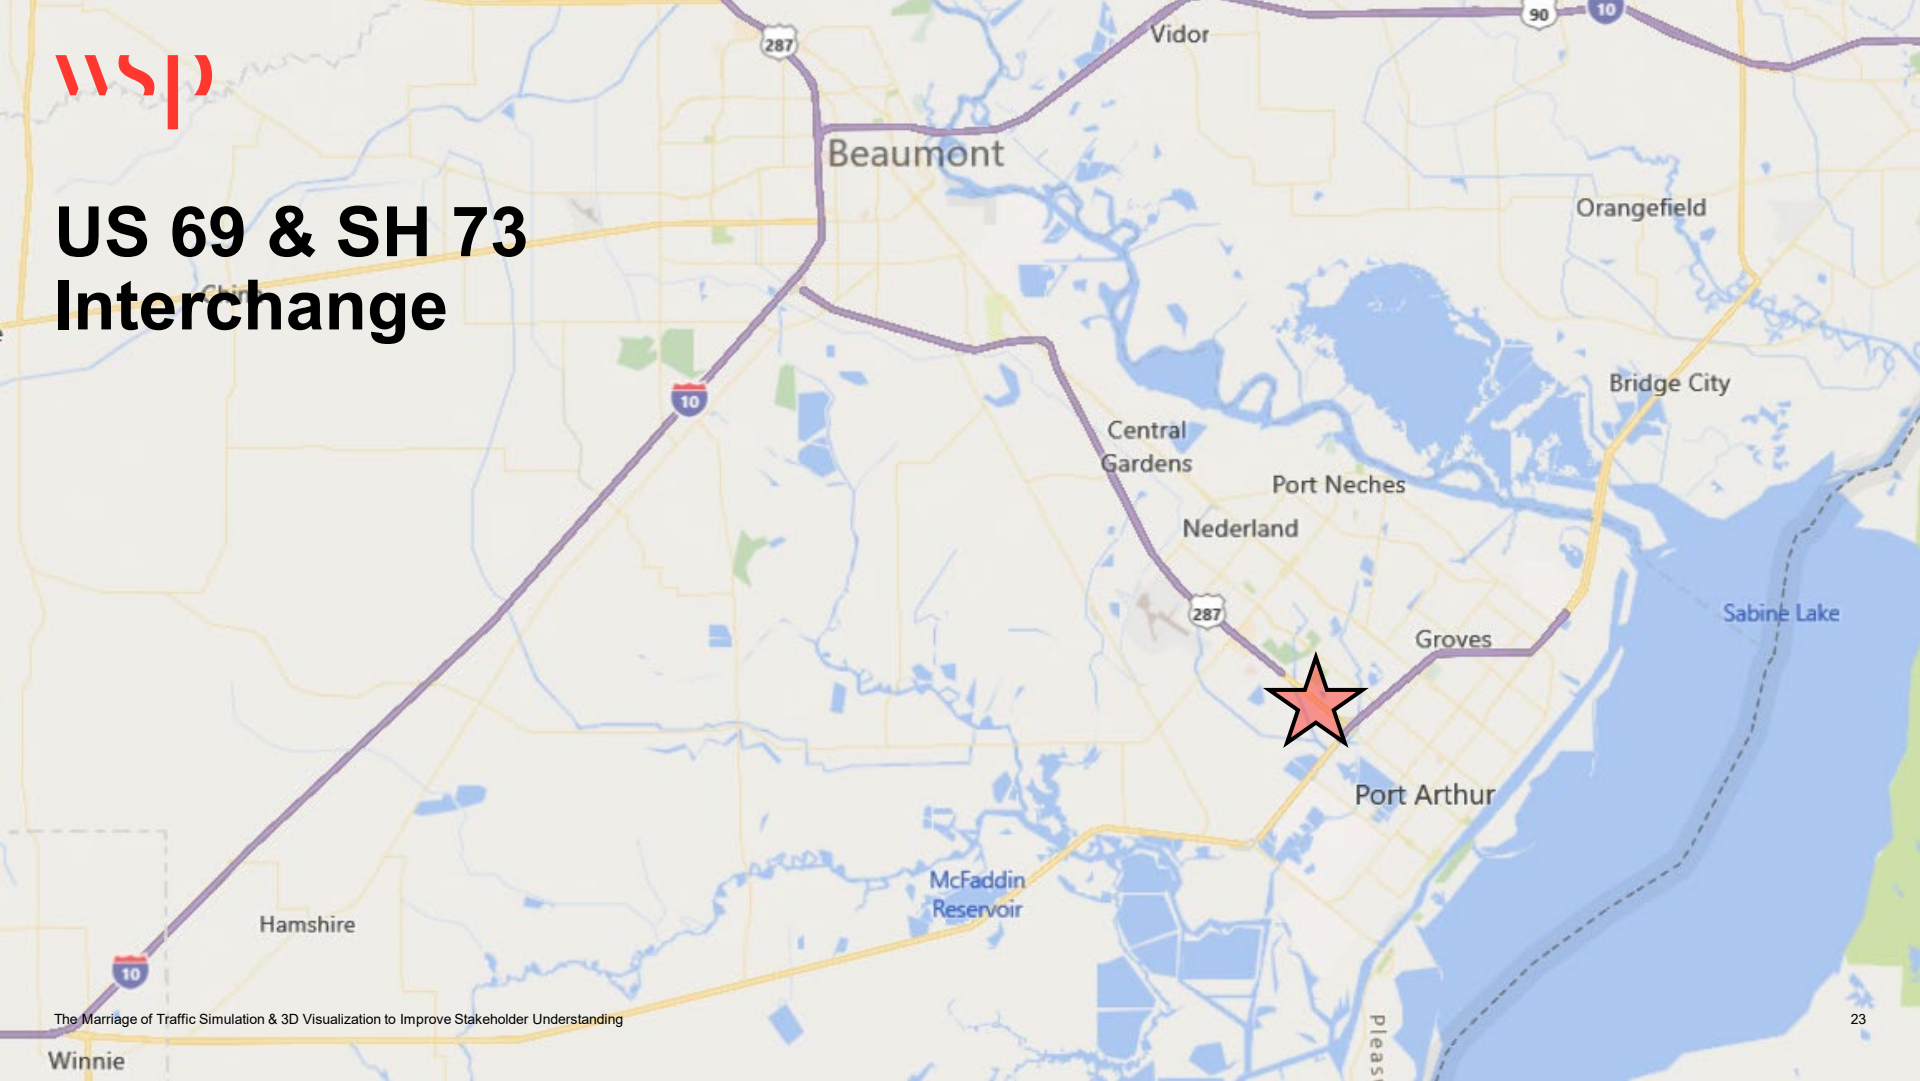 wsp
US 69 & SH 73
Interchange
287
Vidor
90
10
Beaumont
Orangefield
China
Bridge City
10
Central
Gardens
Port Neches
Nederland
287
Groves
Sabine Lake
Port Arthur
McFaddin
Reservoir
Hamshire
10
The Marriage of Traffic Simulation & 3D Visualization to Improve Stakeholder Understanding
23
Winnie
Pleas